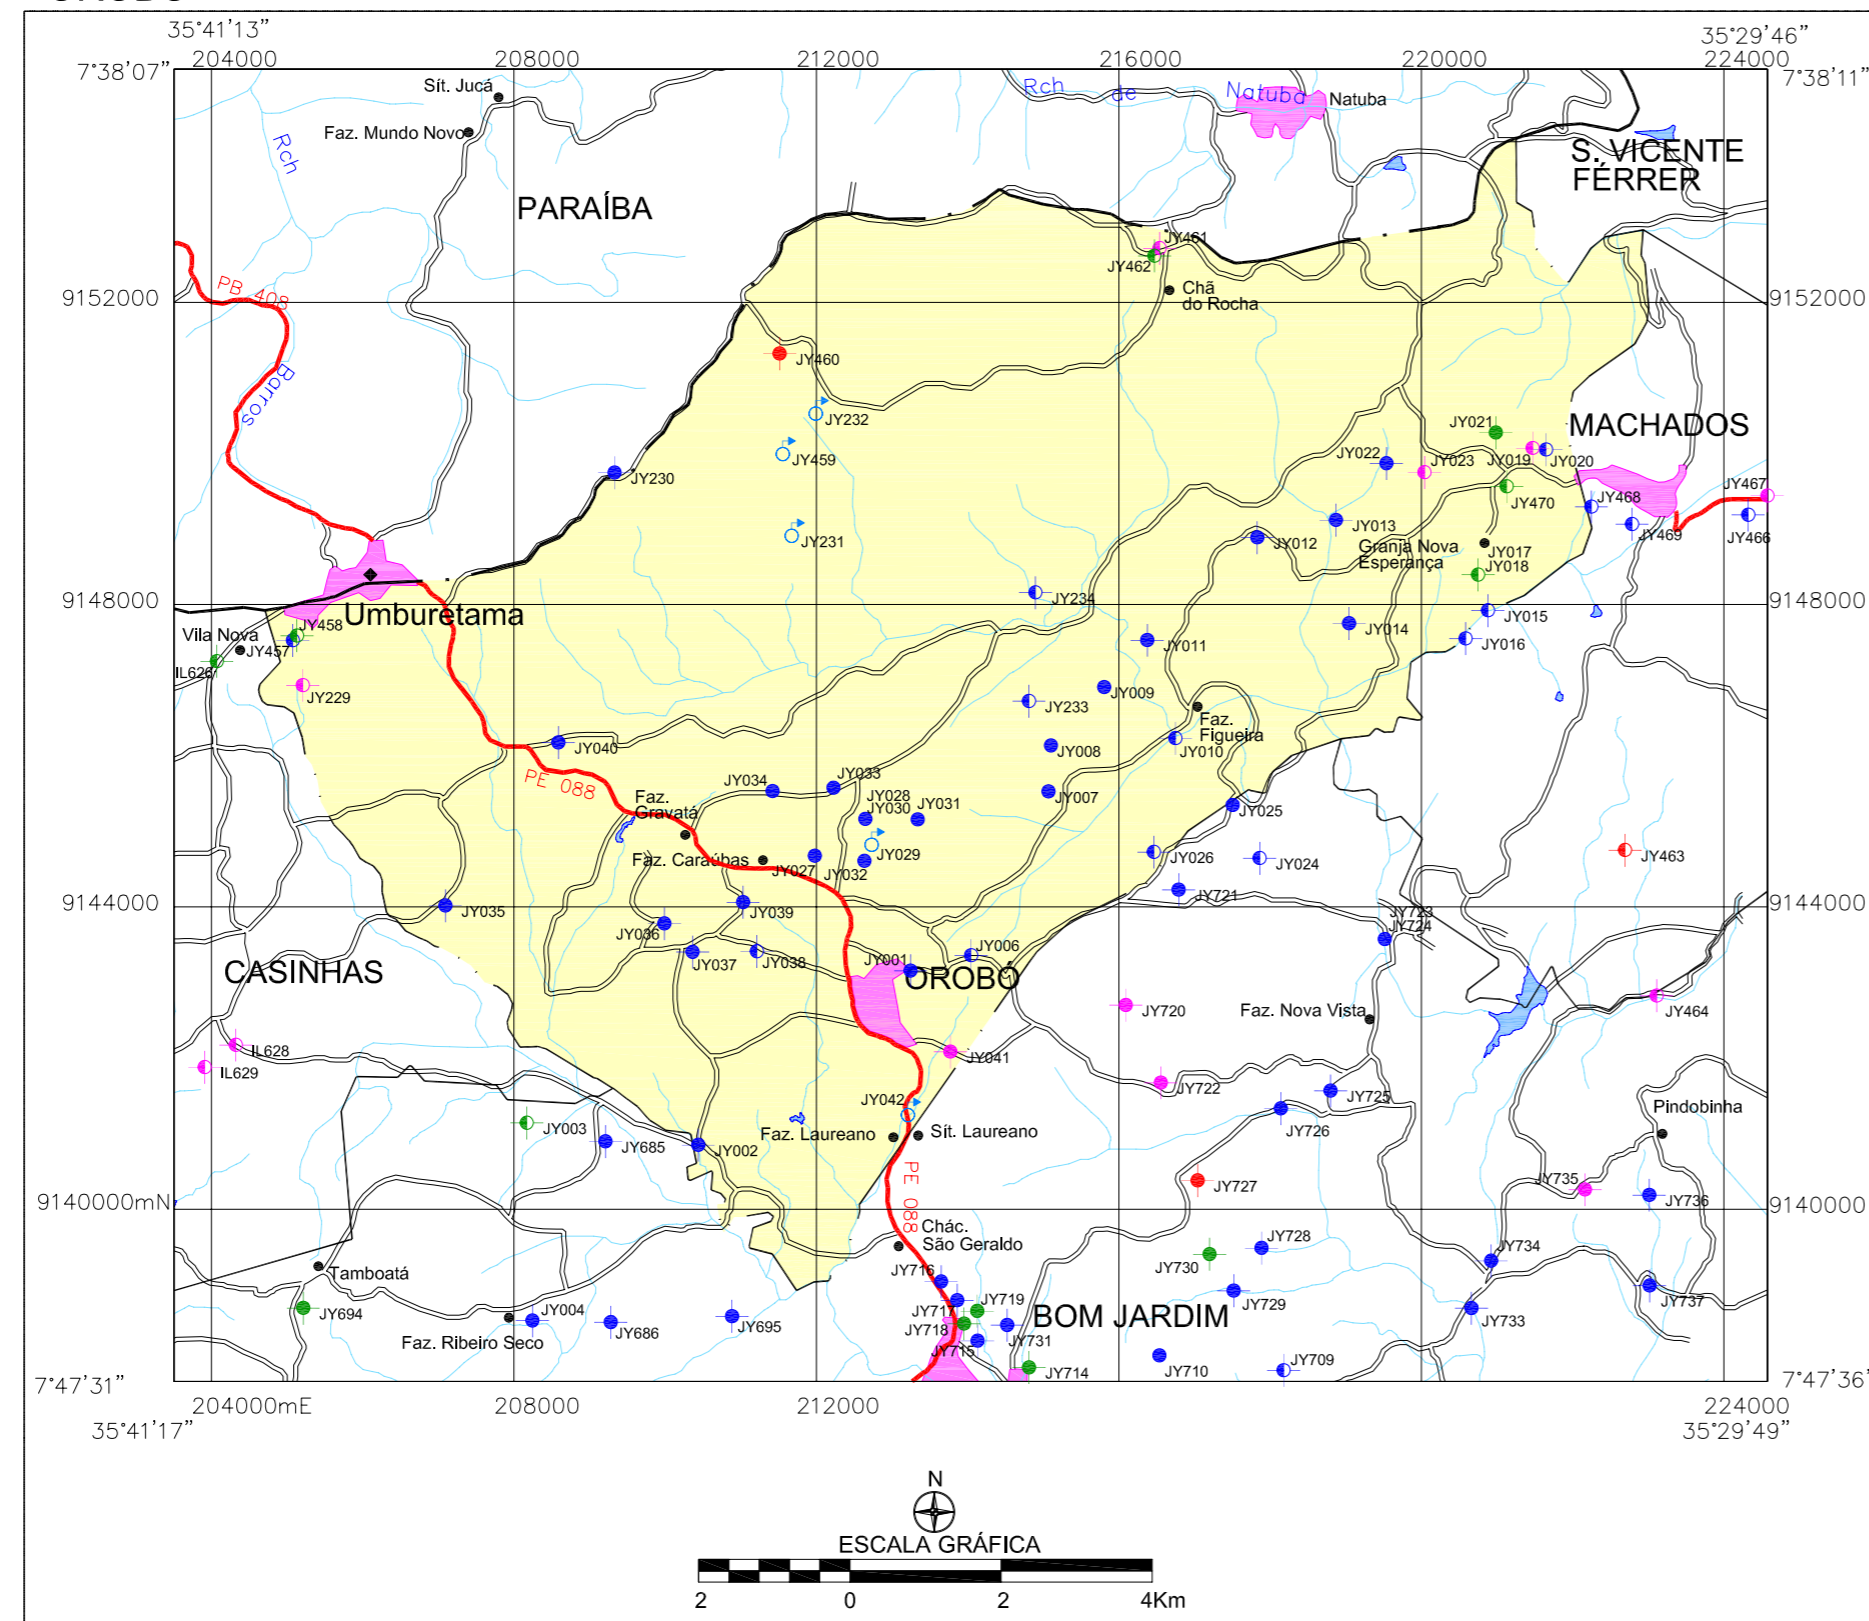 35°41'13”
35°29'46”
204000
208000
212000
216000
220000
224000
7°38'07”
7°38'11”
Sít. Jucá
Rch de Natuba
Natuba
Faz. Mundo Novo
Rch
S. VICENTE
FÉRRER
PARAÍBA
JY461
JY462
Chã
do Rocha
PB 408
9152000
9152000
JY460
Barros
JY232
JY021
MACHADOS
JY459
JY022
JY023
JY019
JY020
JY230
JY467
JY470
JY468
JY013
JY469
JY466
JY231
JY012
Granja Nova
Esperança
JY017
JY018
9148000
9148000
JY234
Umburetama
JY015
JY458
Vila Nova
JY014
JY011
JY016
JY457
IL626
JY229
JY009
JY233
Faz.
Figueira
JY040
JY008
JY010
PE 088
JY034
JY033
Faz.
Gravatá
JY028
JY030
JY031
JY007
JY025
JY029
JY026
JY024
JY463
Faz. Caraúbas
JY027
JY032
JY721
9144000
9144000
JY035
JY039
JY723
JY724
JY036
JY037
JY038
JY001
JY006
CASINHAS
OROBÓ
JY720
Faz. Nova Vista
JY464
IL628
JY041
IL629
JY722
JY725
JY042
Pindobinha
JY003
JY685
JY002
Faz. Laureano
Sít. Laureano
JY726
PE 088
JY727
JY735
JY736
9140000mN
9140000
Chác.
São Geraldo
JY728
JY734
JY730
Tamboatá
JY716
JY729
JY737
JY694
JY004
JY686
JY695
JY717
JY719
BOM JARDIM
JY733
JY718
Faz. Ribeiro Seco
JY715
JY731
JY714
JY710
JY709
7°47'31”
7°47'36”
204000mE
208000
212000
224000
35°41'17”
35°29'49”
N
ESCALA GRÁFICA
2 0 2 4Km